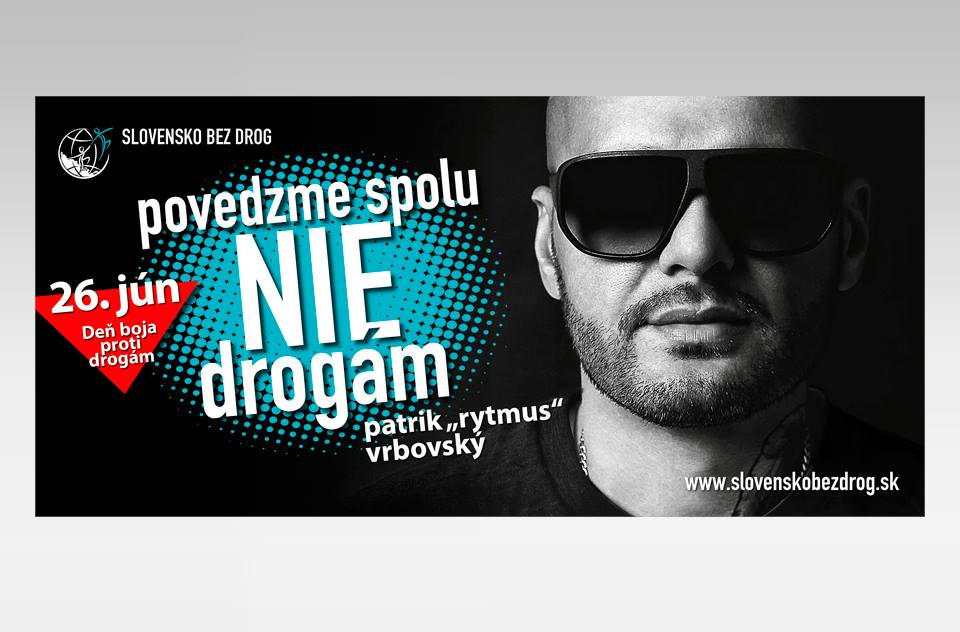 SLOVENSKO BEZ DROG
povedzme spolu
NIE
drogám
26. jún
Deň boja
proti
drogám
patrik „rytmus“
vrbovský
www.slovenskobezdrog.sk